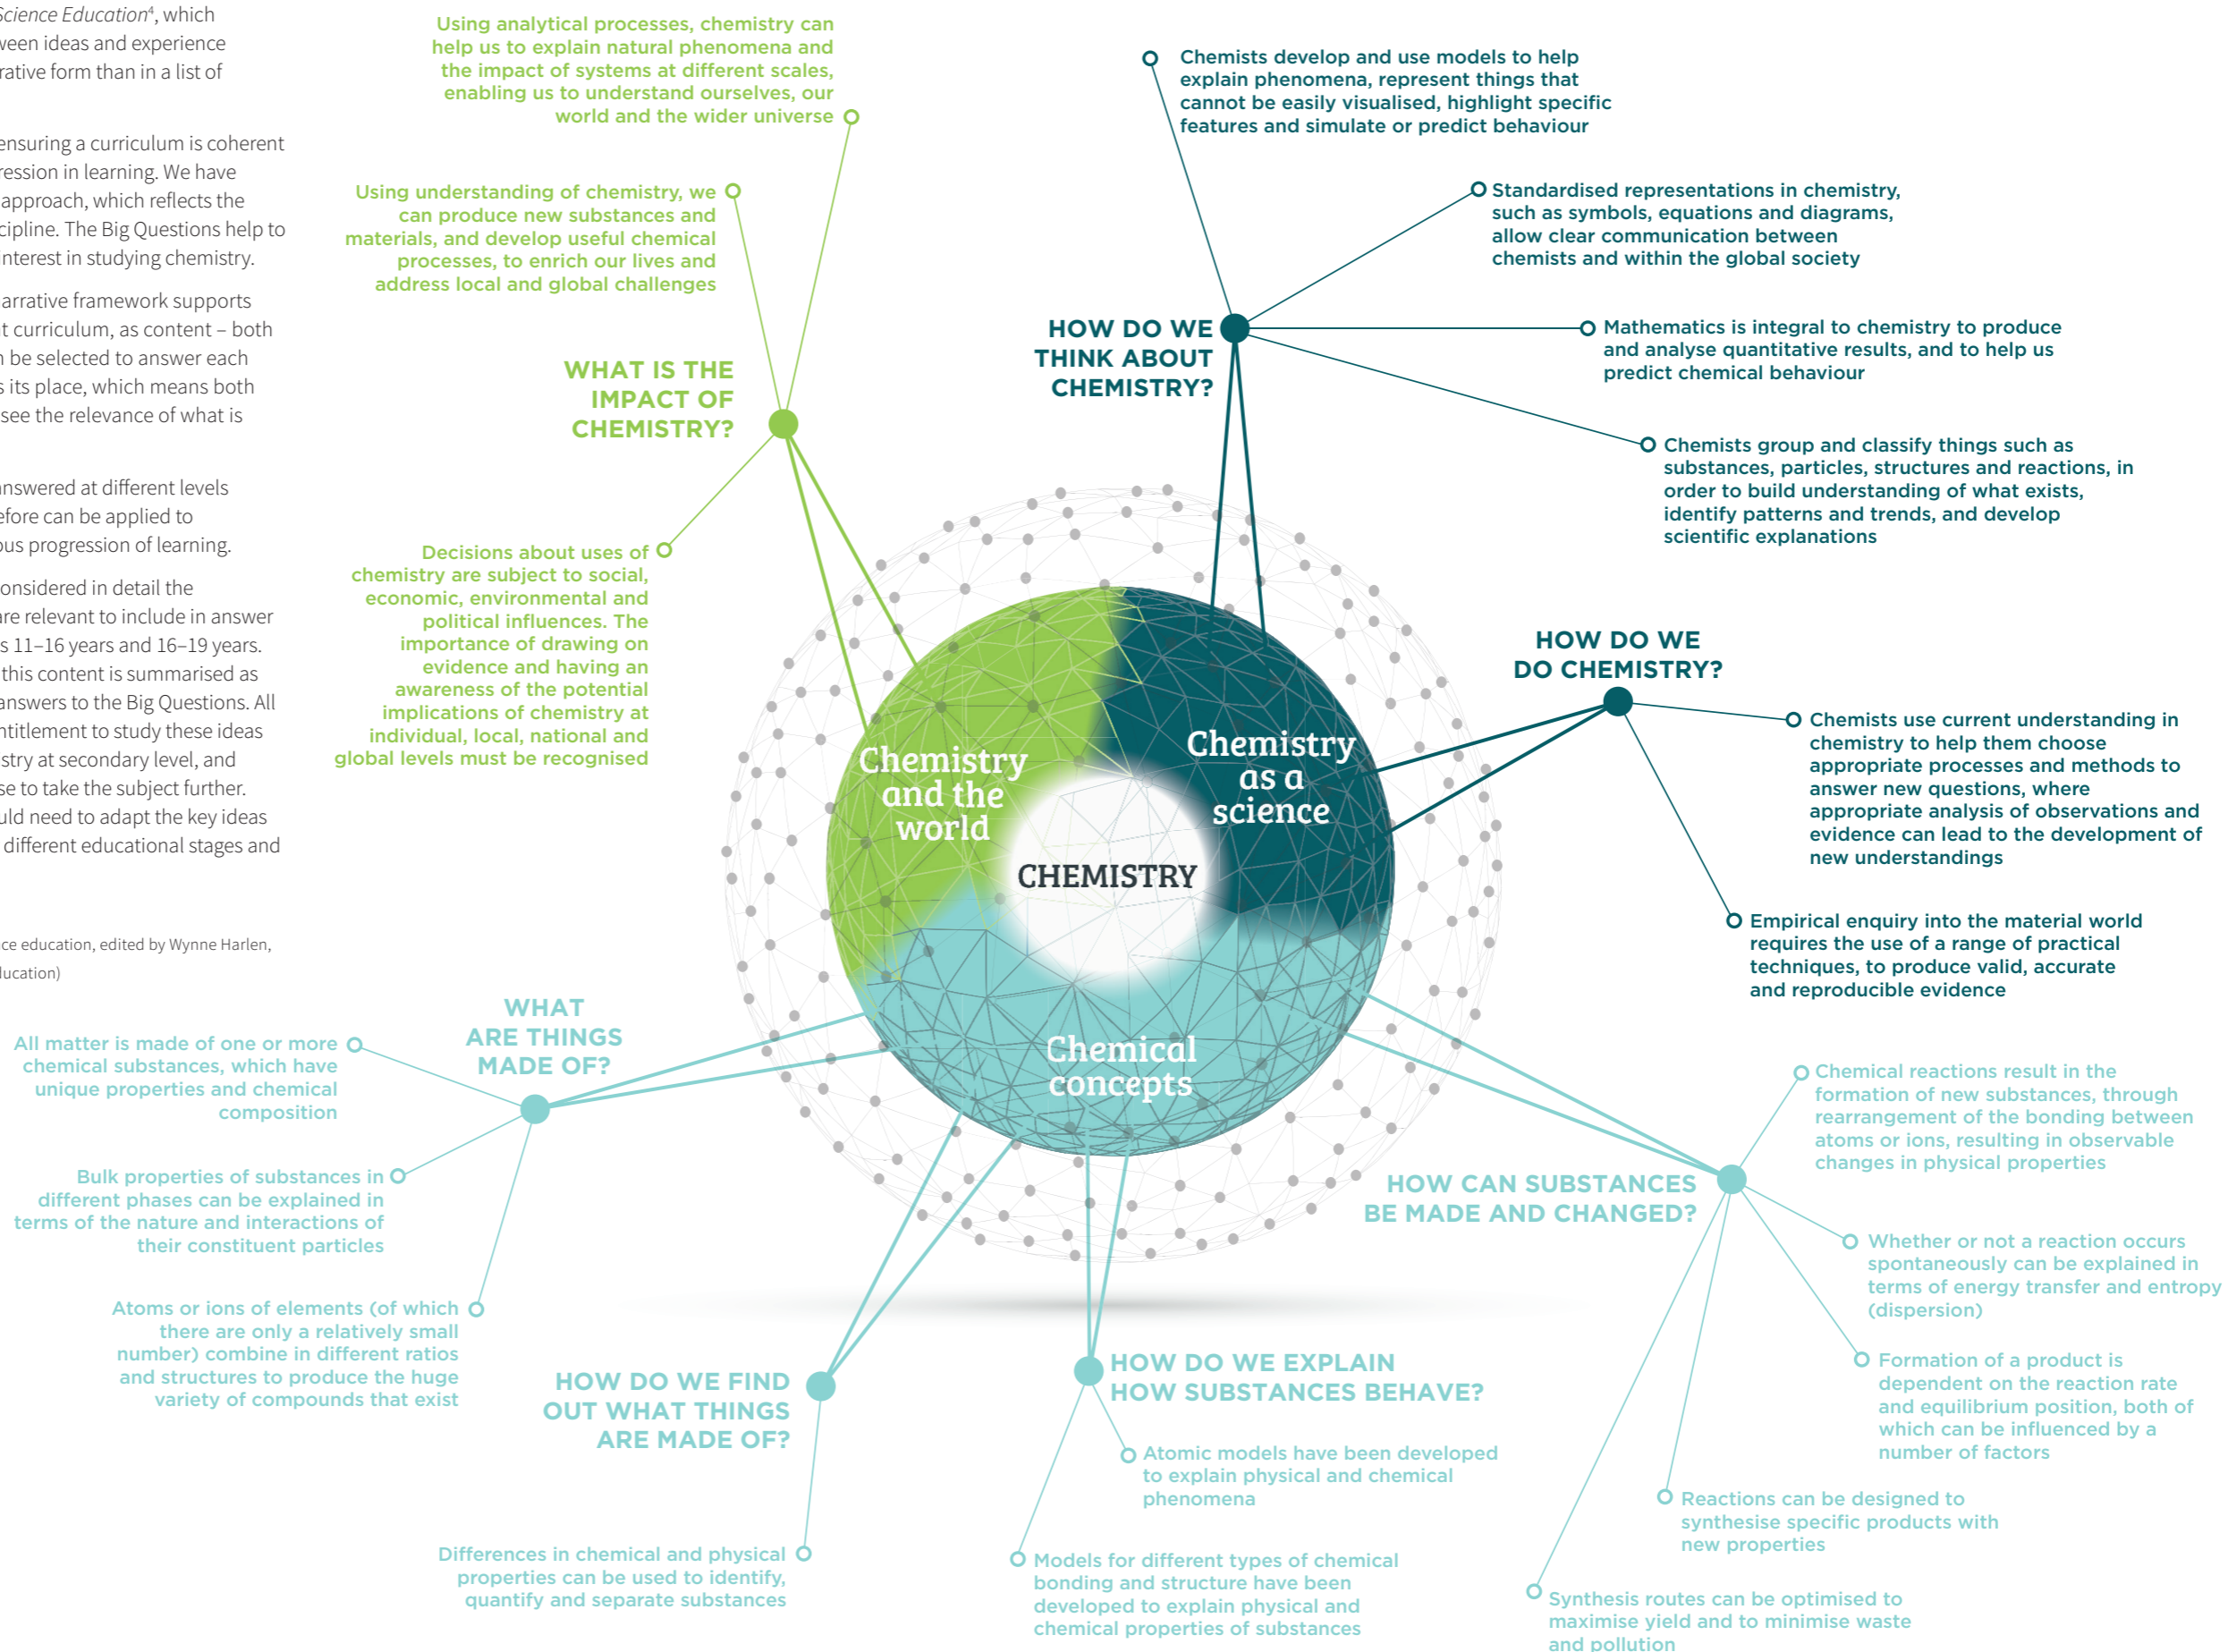 Science Education⁴, which
ween ideas and experience
rative form than in a list of
ensuring a curriculum is coherent
ression in learning. We have
approach, which reflects the
cipline. The Big Questions help to
interest in studying chemistry.
narrative framework supports
t curriculum, as content – both
n be selected to answer each
s its place, which means both
see the relevance of what is
answered at different levels
efore can be applied to
ous progression of learning.
onsidered in detail the
are relevant to include in answer
s 11–16 years and 16–19 years.
this content is summarised as
answers to the Big Questions. All
ntitlement to study these ideas
stry at secondary level, and
se to take the subject further.
uld need to adapt the key ideas
different educational stages and
ce education, edited by Wynne Harlen,
ducation)
Using analytical processes, chemistry can
help us to explain natural phenomena and
the impact of systems at different scales,
enabling us to understand ourselves, our
world and the wider universe
Using understanding of chemistry, we
can produce new substances and
materials, and develop useful chemical
processes, to enrich our lives and
address local and global challenges
WHAT IS THE
IMPACT OF
CHEMISTRY?
Decisions about uses of
chemistry are subject to social,
economic, environmental and
political influences. The
importance of drawing on
evidence and having an
awareness of the potential
implications of chemistry at
individual, local, national and
global levels must be recognised
Chemists develop and use models to help
explain phenomena, represent things that
cannot be easily visualised, highlight specific
features and simulate or predict behaviour
Standardised representations in chemistry,
such as symbols, equations and diagrams,
allow clear communication between
chemists and within the global society
HOW DO WE
THINK ABOUT
CHEMISTRY?
Mathematics is integral to chemistry to produce
and analyse quantitative results, and to help us
predict chemical behaviour
Chemists group and classify things such as
substances, particles, structures and reactions, in
order to build understanding of what exists,
identify patterns and trends, and develop
scientific explanations
HOW DO WE
DO CHEMISTRY?
Chemists use current understanding in
chemistry to help them choose
appropriate processes and methods to
answer new questions, where
appropriate analysis of observations and
evidence can lead to the development of
new understandings
Empirical enquiry into the material world
requires the use of a range of practical
techniques, to produce valid, accurate
and reproducible evidence
Chemistry
and the
world
Chemistry
as a
science
CHEMISTRY
Chemical
concepts
WHAT
ARE THINGS
MADE OF?
All matter is made of one or more
chemical substances, which have
unique properties and chemical
composition
Bulk properties of substances in
different phases can be explained in
terms of the nature and interactions of
their constituent particles
Atoms or ions of elements (of which
there are only a relatively small
number) combine in different ratios
and structures to produce the huge
variety of compounds that exist
HOW DO WE FIND
OUT WHAT THINGS
ARE MADE OF?
Differences in chemical and physical
properties can be used to identify,
quantify and separate substances
HOW DO WE EXPLAIN
HOW SUBSTANCES BEHAVE?
Atomic models have been developed
to explain physical and chemical
phenomena
Models for different types of chemical
bonding and structure have been
developed to explain physical and
chemical properties of substances
HOW CAN SUBSTANCES
BE MADE AND CHANGED?
Chemical reactions result in the
formation of new substances, through
rearrangement of the bonding between
atoms or ions, resulting in observable
changes in physical properties
Whether or not a reaction occurs
spontaneously can be explained in
terms of energy transfer and entropy
(dispersion)
Formation of a product is
dependent on the reaction rate
and equilibrium position, both of
which can be influenced by a
number of factors
Reactions can be designed to
synthesise specific products with
new properties
Synthesis routes can be optimised to
maximise yield and to minimise waste
and pollution